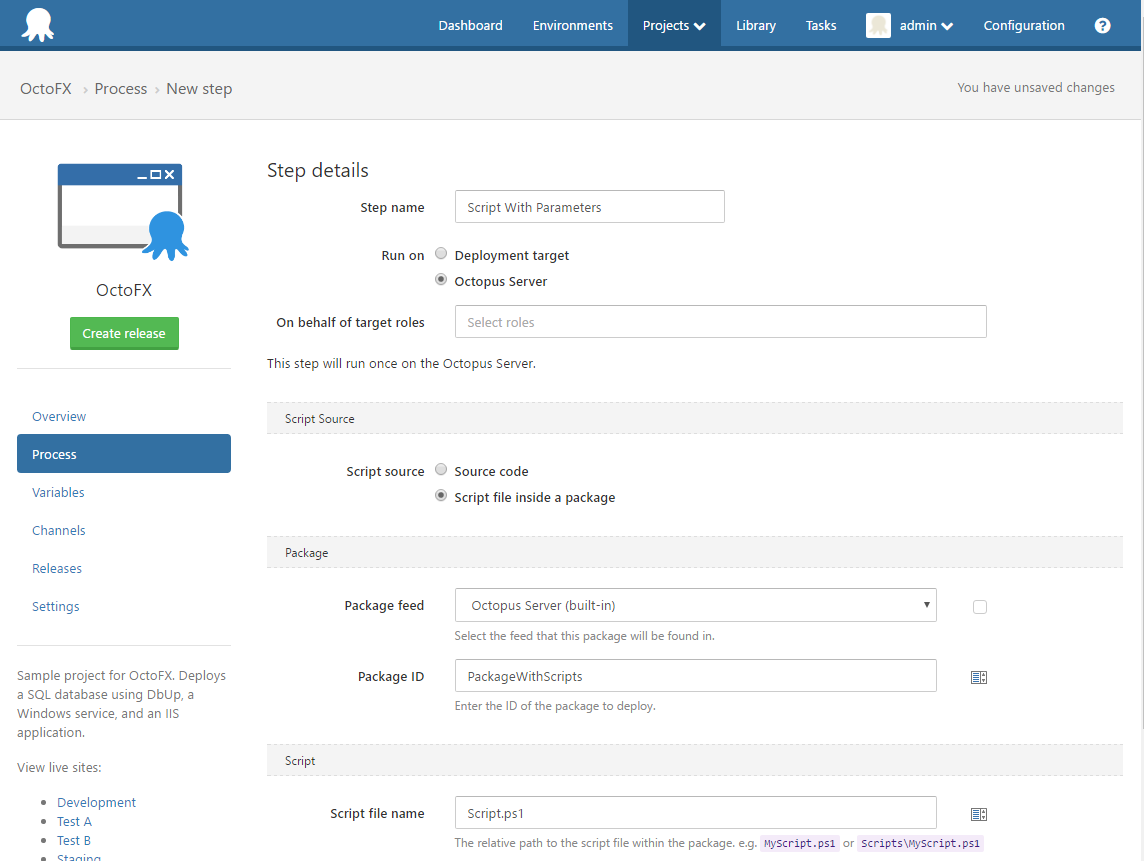 Dashboard Environments Projects Library Tasks admin Configuration ?
OctoFX › Process › New step
You have unsaved changes
OctoFX
Create release
Overview
Process
Variables
Channels
Releases
Settings
Sample project for OctoFX. Deploys
a SQL database using DbUp, a
Windows service, and an IIS
application.
View live sites:
Development
Test A
Test B
Staging
Step details
Step name Script With Parameters
Run on Deployment target
Octopus Server
On behalf of target roles Select roles
This step will run once on the Octopus Server.
Script Source
Script source Source code
Script file inside a package
Package
Package feed Octopus Server (built-in)
Select the feed that this package will be found in.
Package ID PackageWithScripts
Enter the ID of the package to deploy.
Script
Script file name Script.ps1
The relative path to the script file within the package. e.g. MyScript.ps1 or Scripts\MyScript.ps1